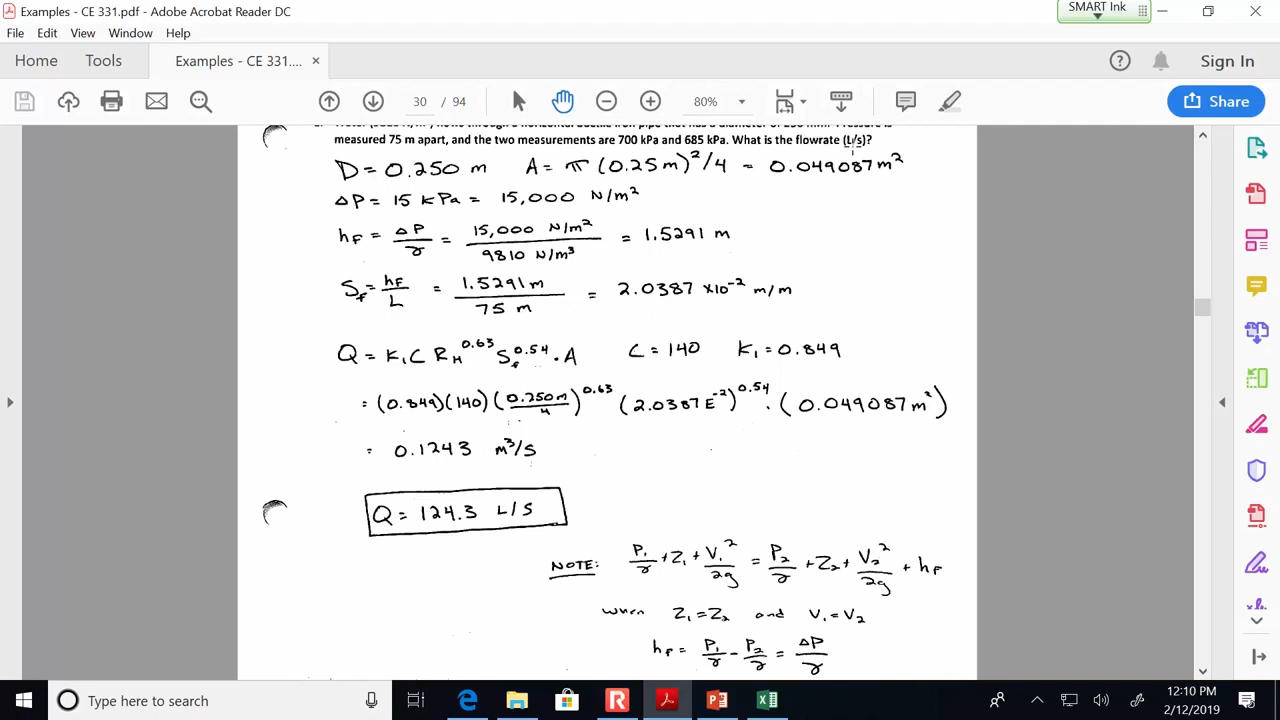 Examples - CE 331.pdf - Adobe Acrobat Reader DC
SMART Ink
File Edit View Window Help
Home Tools Examples - CE 331.... × Sign In
30 / 94 80% Share
measured 75 m apart, and the two measurements are 700 kPa and 685 kPa. What is the flowrate (L/s)?
D = 0.250 m A = π (0.25 m)²/4 = 0.049087 m²
ΔP = 15 kPa = 15,000 N/m²
hF = ΔP/γ = 15,000 N/m² / 9810 N/m³ = 1.5291 m
Sf = hF/L = 1.5291 m / 75 m = 2.0387 ×10⁻² m/m
Q = K₁ C RH^0.63 Sf^0.54 · A C = 140 K₁ = 0.849
= (0.849)(140)(0.250m/4)^0.63 (2.0387E⁻²)^0.54 · (0.049087 m²)
= 0.1243 m³/s
Q = 124.3 L/S
NOTE: P₁/γ + Z₁ + V₁²/2g = P₂/γ + Z₂ + V₂²/2g + hF
when Z₁ = Z₂ and V₁ = V₂
hF = P₁/γ - P₂/γ = ΔP/γ
Type here to search
12:10 PM
2/12/2019